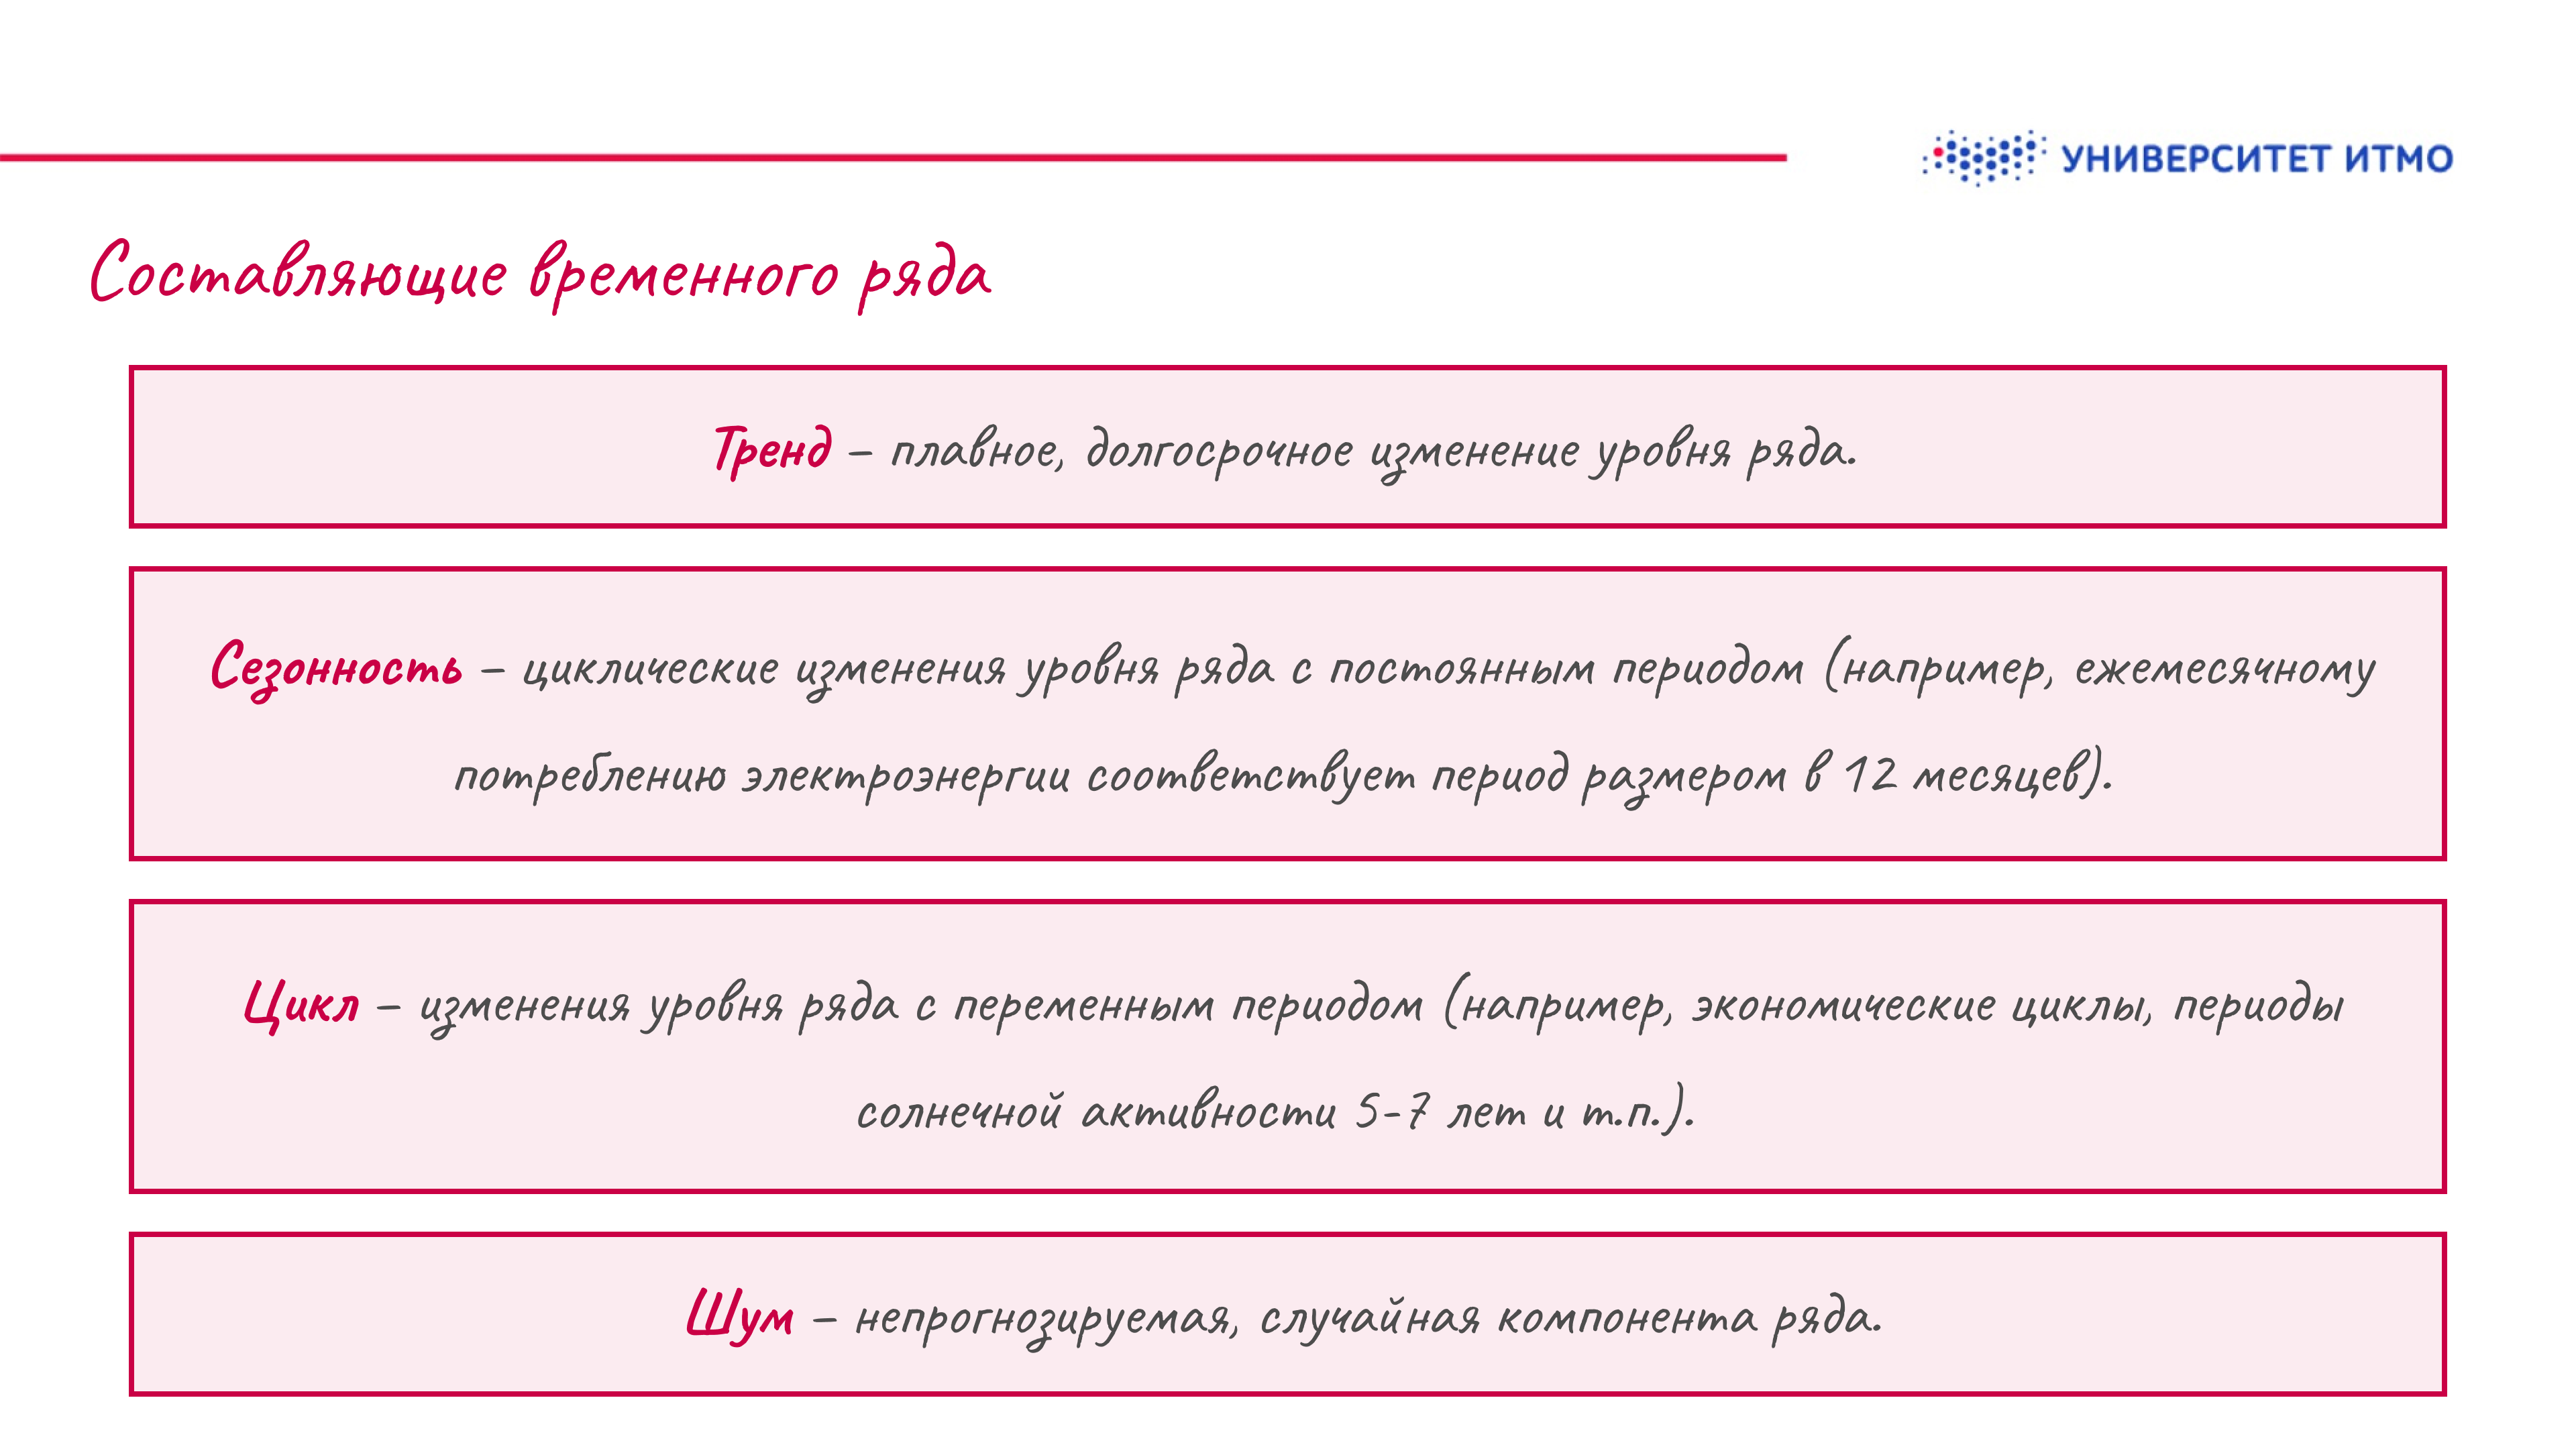 УНИВЕРСИТЕТ ИТМО
Составляющие временного ряда
Тренд – плавное, долгосрочное изменение уровня ряда.
Сезонность – циклические изменения уровня ряда с постоянным периодом (например, ежемесячному
потреблению электроэнергии соответствует период размером в 12 месяцев).
Цикл – изменения уровня ряда с переменным периодом (например, экономические циклы, периоды
солнечной активности 5-7 лет и т.п.).
Шум – непрогнозируемая, случайная компонента ряда.